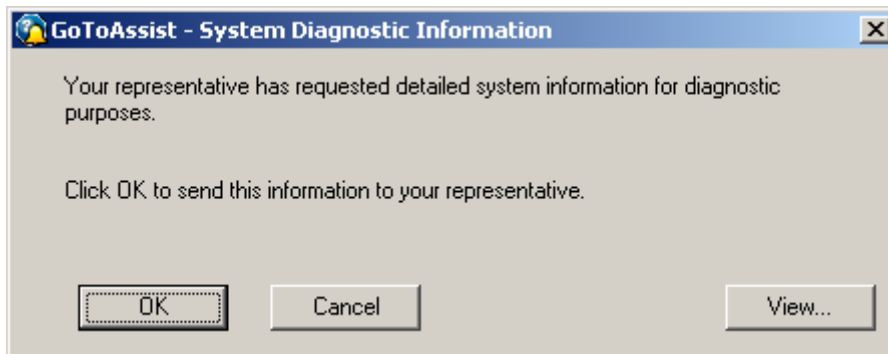 GoToAssist - System Diagnostic Information
Your representative has requested detailed system information for diagnostic
purposes.
Click OK to send this information to your representative.
OK Cancel View...